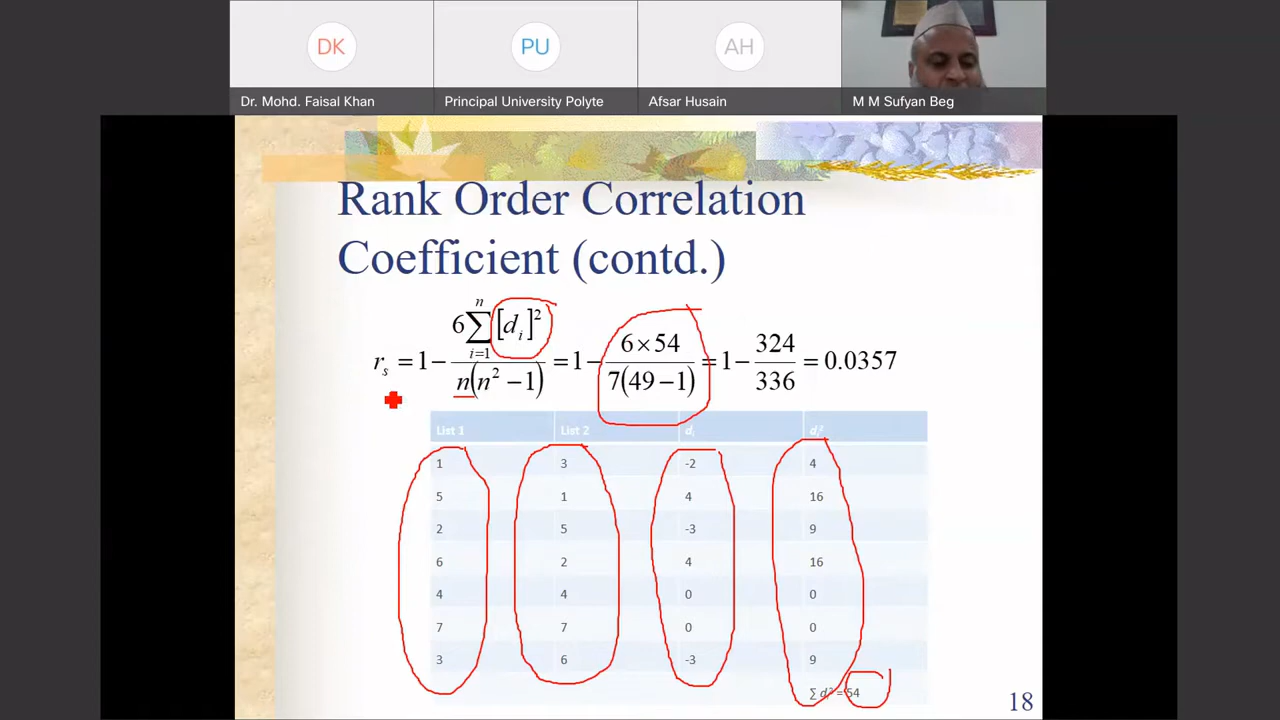 DK PU AH
Dr. Mohd. Faisal Khan Principal University Polyte Afsar Husain M M Sufyan Beg
Rank Order Correlation
Coefficient (contd.)
r_s = 1 − 6∑_{i=1}^{n}[d_i]² / n(n² − 1) = 1 − 6 × 54 / 7(49 − 1) = 1 − 324 / 336 = 0.0357
List 1 List 2 d_i d_i²
1 3 -2 4
5 1 4 16
2 5 -3 9
6 2 4 16
4 4 0 0
7 7 0 0
3 6 -3 9
∑ d_i² = 54
18